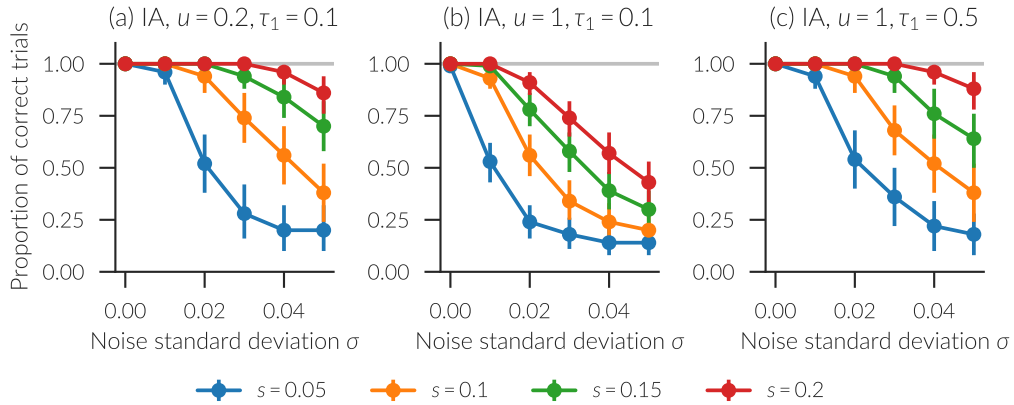 (a) IA, u = 0.2, τ₁ = 0.1 (b) IA, u = 1, τ₁ = 0.1 (c) IA, u = 1, τ₁ = 0.5
Proportion of correct trials
1.00 1.00 1.00
0.75 0.75 0.75
0.50 0.50 0.50
0.25 0.25 0.25
0.00 0.00 0.00
0.00 0.02 0.04 0.00 0.02 0.04 0.00 0.02 0.04
Noise standard deviation σ Noise standard deviation σ Noise standard deviation σ
s = 0.05 s = 0.1 s = 0.15 s = 0.2